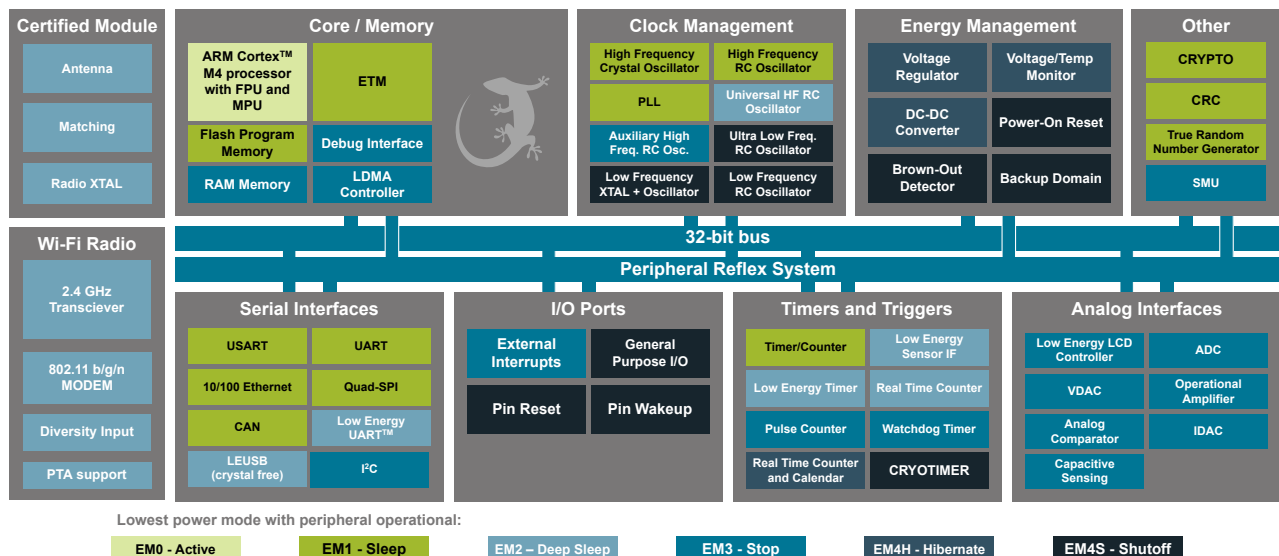 Certified Module
Antenna
Matching
Radio XTAL
Core / Memory
ARM Cortex™
M4 processor
with FPU and
MPU
ETM
Flash Program
Memory
Debug Interface
RAM Memory
LDMA
Controller
Clock Management
High Frequency
Crystal Oscillator
High Frequency
RC Oscillator
PLL
Universal HF RC
Oscillator
Auxiliary High
Freq. RC Osc.
Ultra Low Freq.
RC Oscillator
Low Frequency
XTAL + Oscillator
Low Frequency
RC Oscillator
Energy Management
Voltage
Regulator
Voltage/Temp
Monitor
DC-DC
Converter
Power-On Reset
Brown-Out
Detector
Backup Domain
Other
CRYPTO
CRC
True Random
Number Generator
SMU
32-bit bus
Peripheral Reflex System
Wi-Fi Radio
2.4 GHz
Transciever
802.11 b/g/n
MODEM
Diversity Input
PTA support
Serial Interfaces
USART
UART
10/100 Ethernet
Quad-SPI
CAN
Low Energy
UART™
LEUSB
(crystal free)
I²C
I/O Ports
External
Interrupts
General
Purpose I/O
Pin Reset
Pin Wakeup
Timers and Triggers
Timer/Counter
Low Energy
Sensor IF
Low Energy Timer
Real Time Counter
Pulse Counter
Watchdog Timer
Real Time Counter
and Calendar
CRYOTIMER
Analog Interfaces
Low Energy LCD
Controller
ADC
VDAC
Operational
Amplifier
Analog
Comparator
IDAC
Capacitive
Sensing
Lowest power mode with peripheral operational:
EM0 - Active
EM1 - Sleep
EM2 – Deep Sleep
EM3 - Stop
EM4H - Hibernate
EM4S - Shutoff